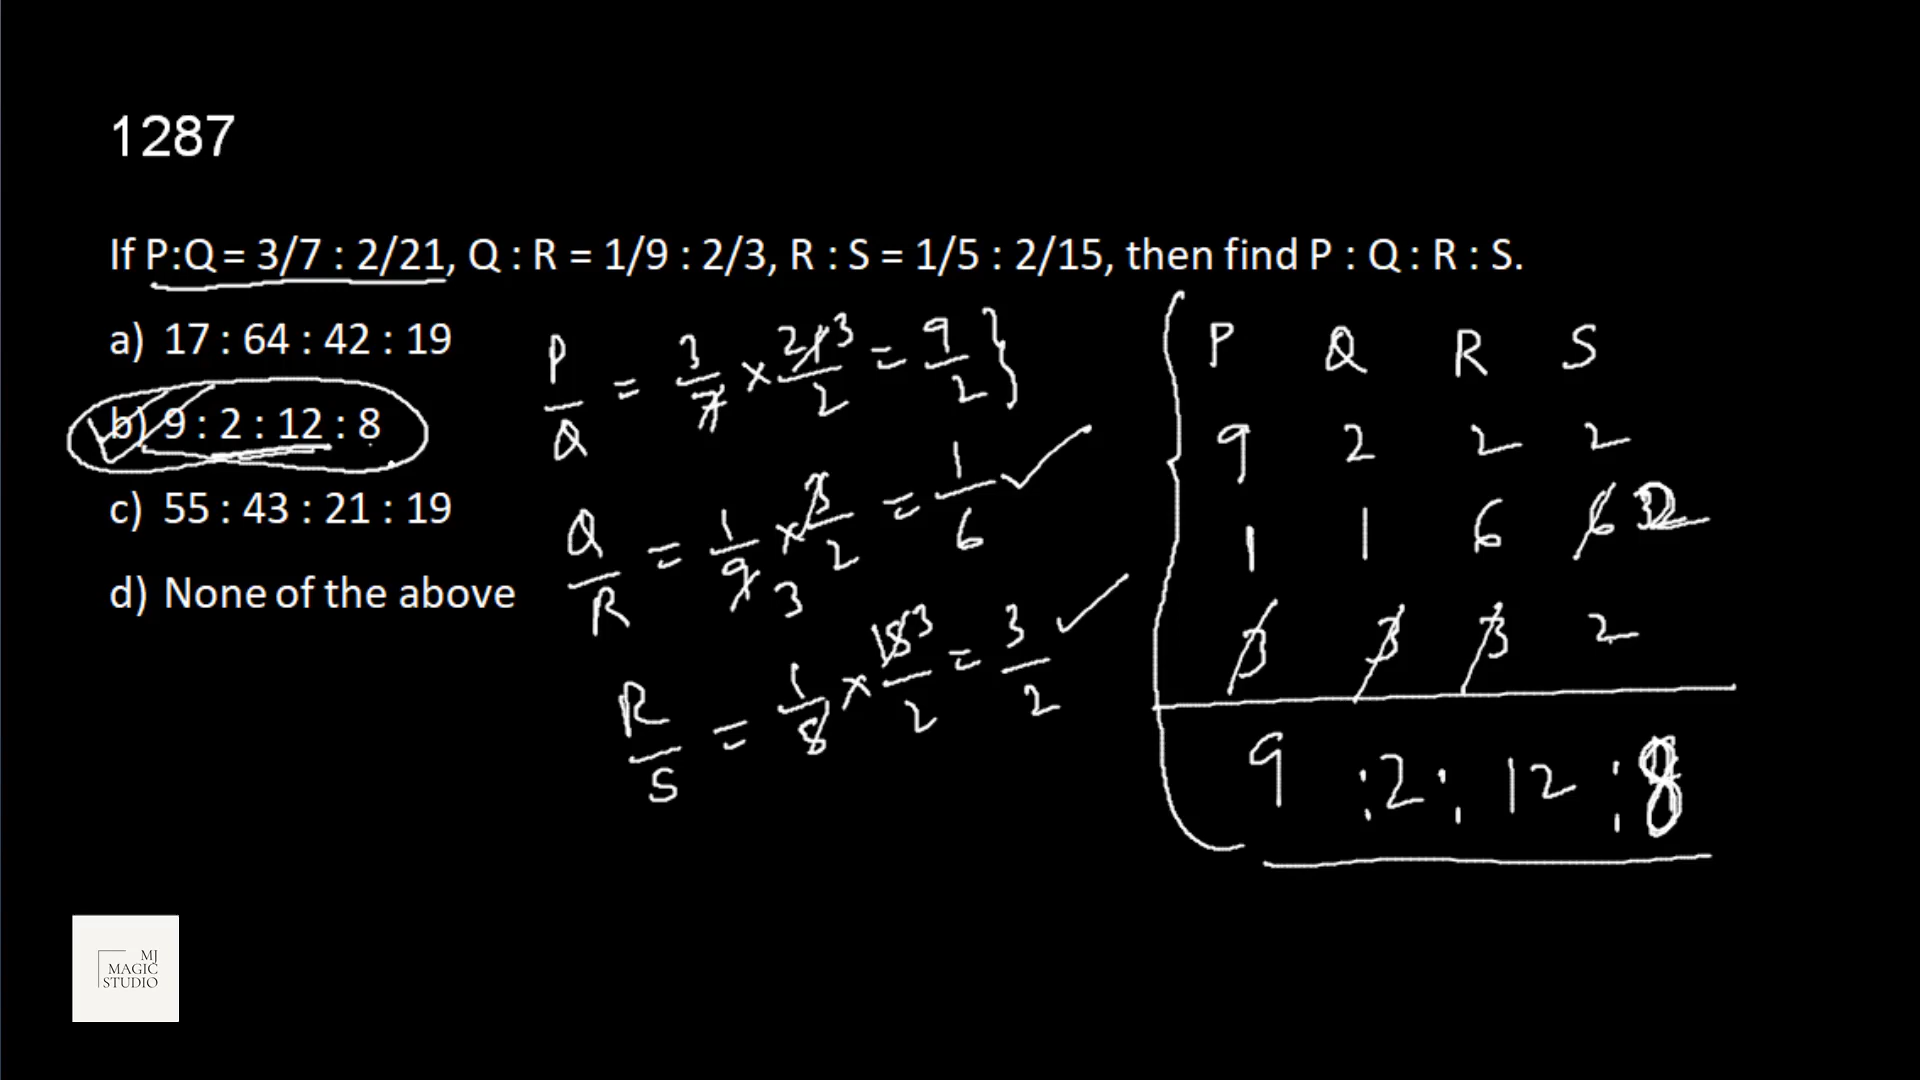 1287
If P:Q = 3/7 : 2/21, Q : R = 1/9 : 2/3, R : S = 1/5 : 2/15, then find P : Q : R : S.
a) 17 : 64 : 42 : 19
b) 9 : 2 : 12 : 8
c) 55 : 43 : 21 : 19
d) None of the above
P/Q = 3/7 × 21 3/2 = 9/2 }
Q/R = 1/9 3 × 3/2 = 1/6
R/S = 1/ × 3/2 = 3/2
P Q R S
9 2 2 2
1 1 6 6
3 3 3 2
9 : 2 : 12 : 8
MJ
MAGIC
STUDIO